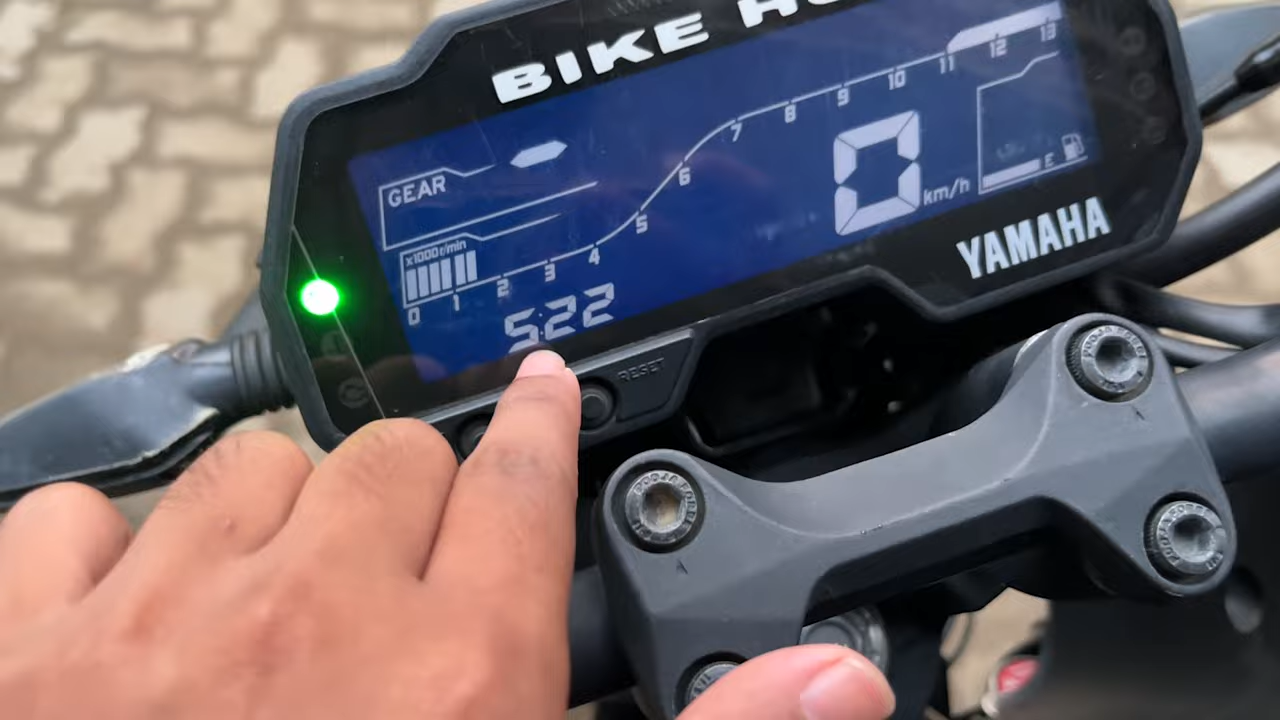 BIKE
GEAR
x1000 r/min
0 1 2 3 4 5 6 7 8 9 10 11 12 13
0 km/h
E
5:22
YAMAHA
RESET